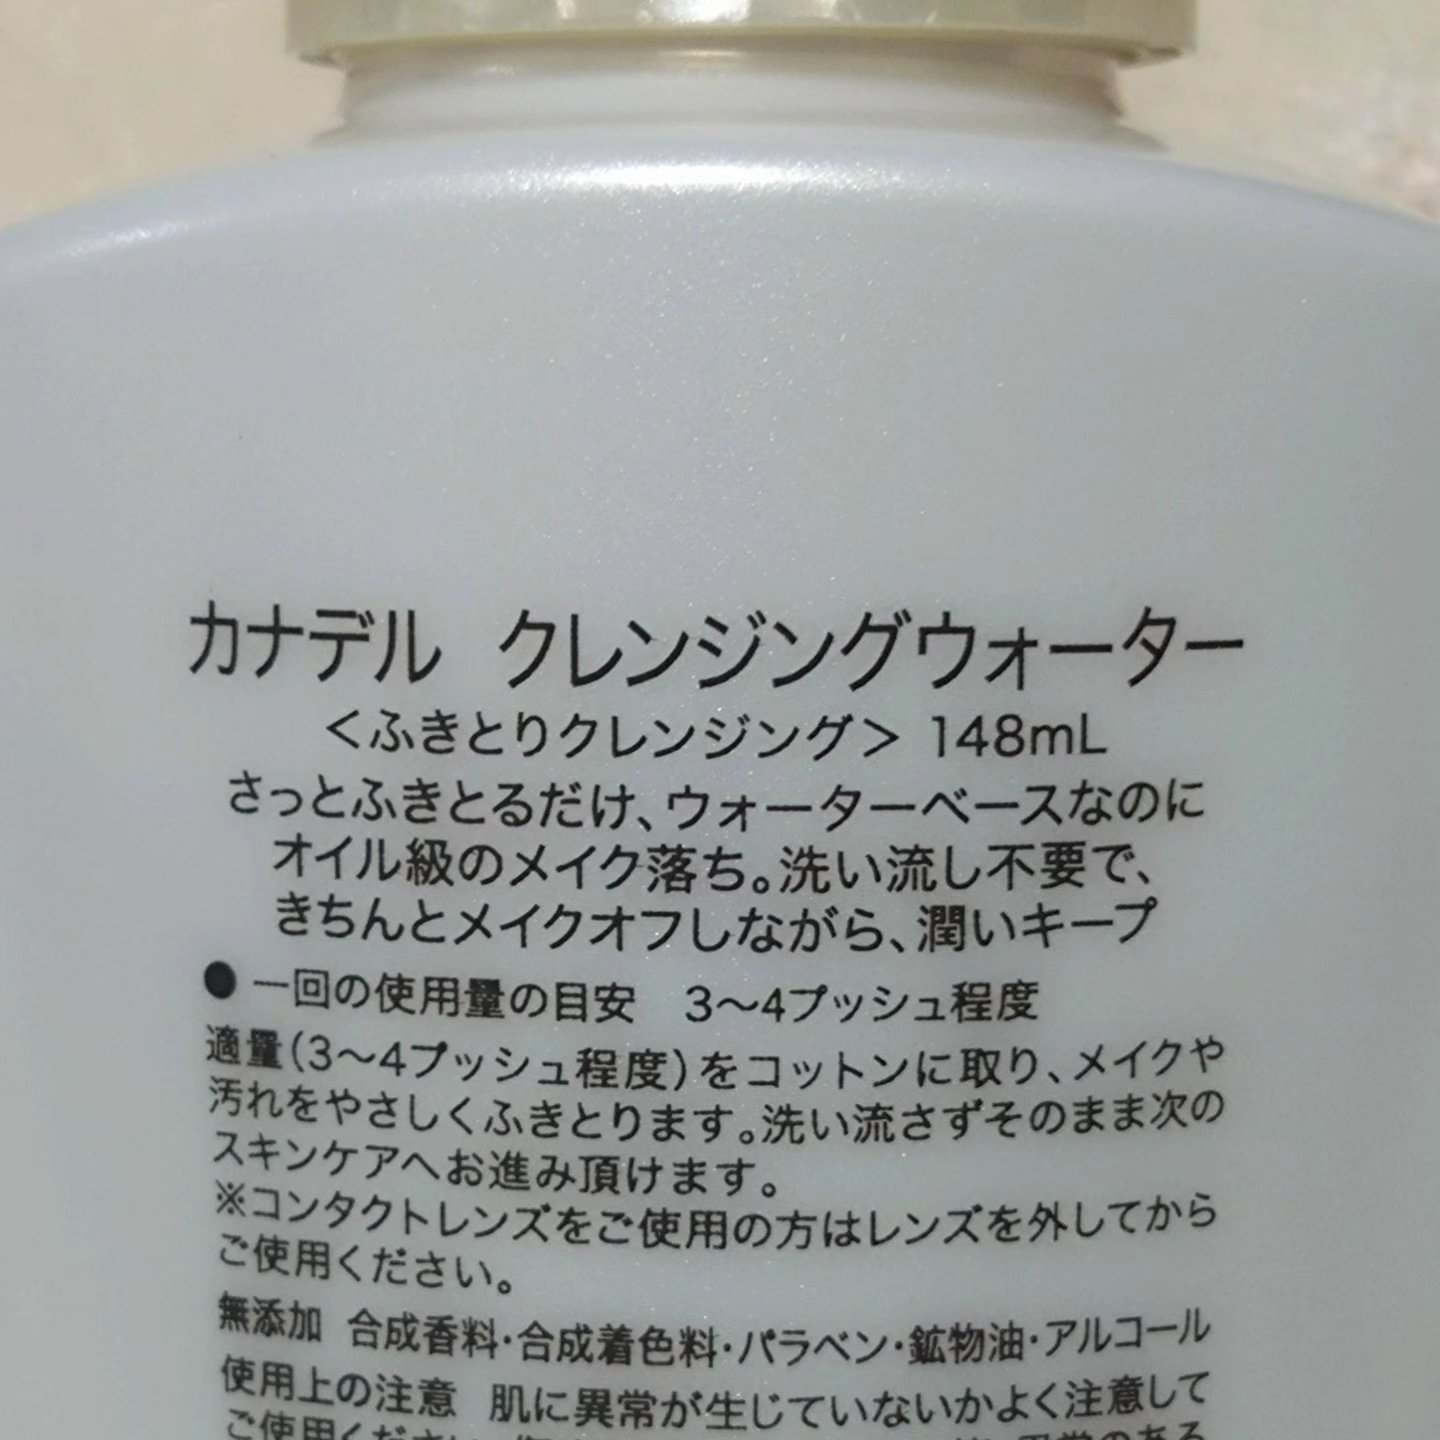 カナデル クレンジングウォーター
＜ふきとりクレンジング＞ 148mL
さっとふきとるだけ、ウォーターベースなのに
オイル級のメイク落ち。洗い流し不要で、
きちんとメイクオフしながら、潤いキープ
●一回の使用量の目安 3〜4プッシュ程度
適量(3〜4プッシュ程度)をコットンに取り、メイクや
汚れをやさしくふきとります。洗い流さずそのまま次の
スキンケアへお進み頂けます。
※コンタクトレンズをご使用の方はレンズを外してから
ご使用ください。
無添加 合成香料・合成着色料・パラベン・鉱物油・アルコール
使用上の注意 肌に異常が生じていないかよく注意して
ご使用ください